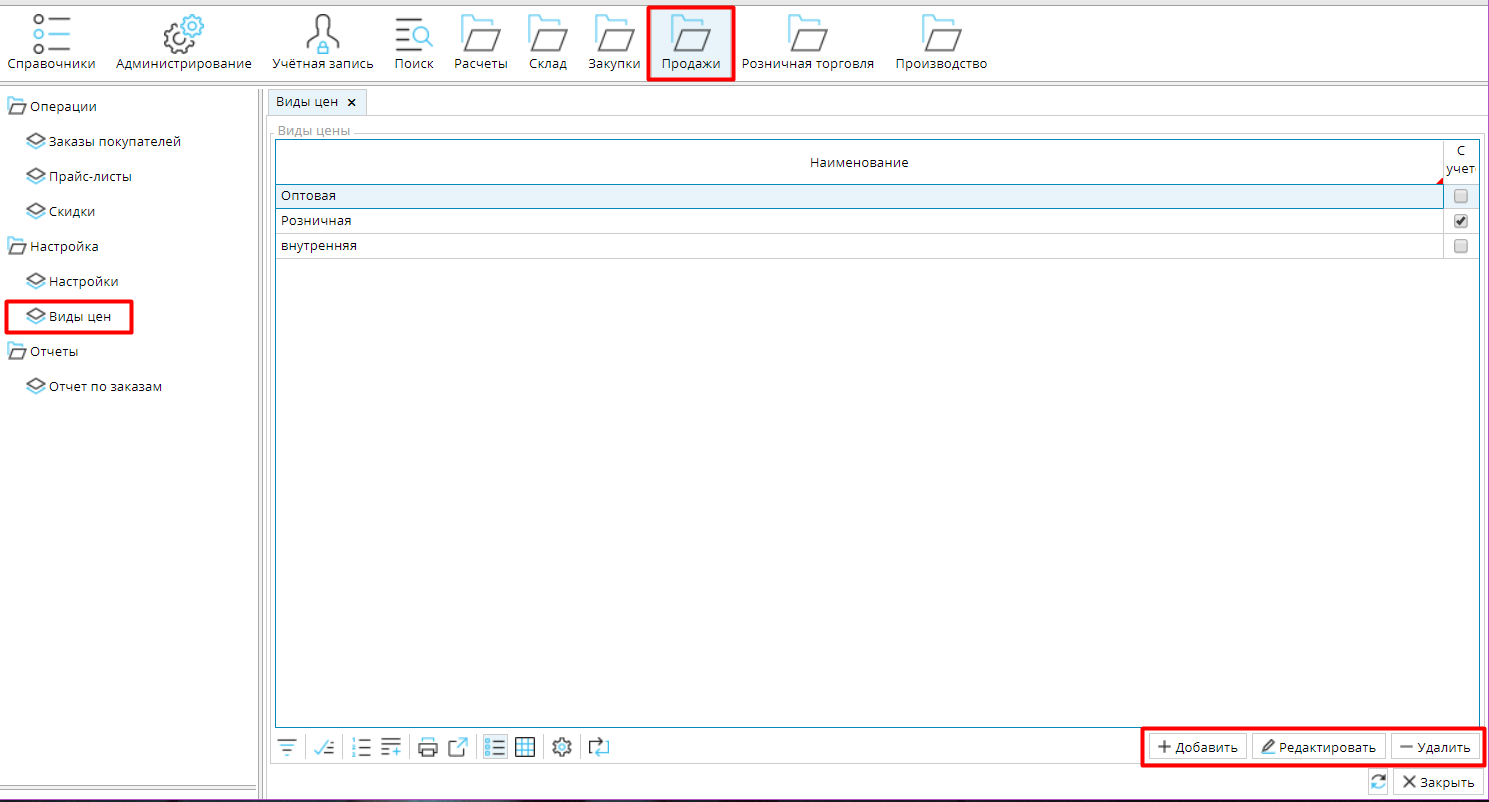 Справочники Администрирование Учётная запись Поиск Расчеты Склад Закупки Продажи Розничная торговля Производство
Операции
Заказы покупателей
Прайс-листы
Скидки
Настройка
Настройки
Виды цен
Отчеты
Отчет по заказам
Виды цен
Виды цены
Наименование
С
учет
Оптовая
Розничная
внутренняя
Добавить Редактировать Удалить
Закрыть